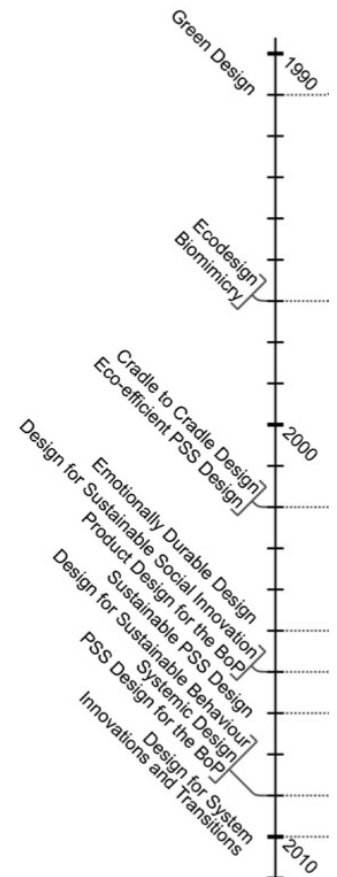 Green Design
1990
Ecodesign
Biomimicry
Cradle to Cradle Design
Eco-efficient PSS Design
2000
Emotionally Durable Design
Design for Sustainable Social Innovation
Product Design for the BoP
Sustainable PSS Design
Design for Sustainable Behaviour
Systemic Design
PSS Design for the BoP
Design for System
Innovations and Transitions
2010